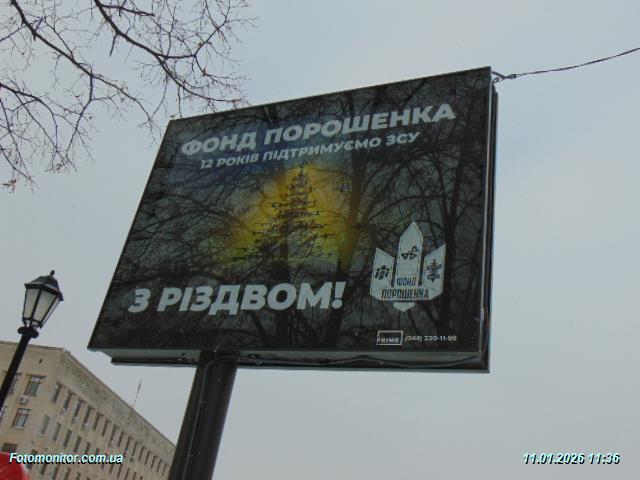 ФОНД ПОРОШЕНКА
12 РОКІВ ПІДТРИМУЄМО ЗСУ
З РІЗДВОМ!
ФОНД
ПОРОШЕНКА
PRIME (044) 220-11-99
Fotomonitor.com.ua
11.01.2026 11:36